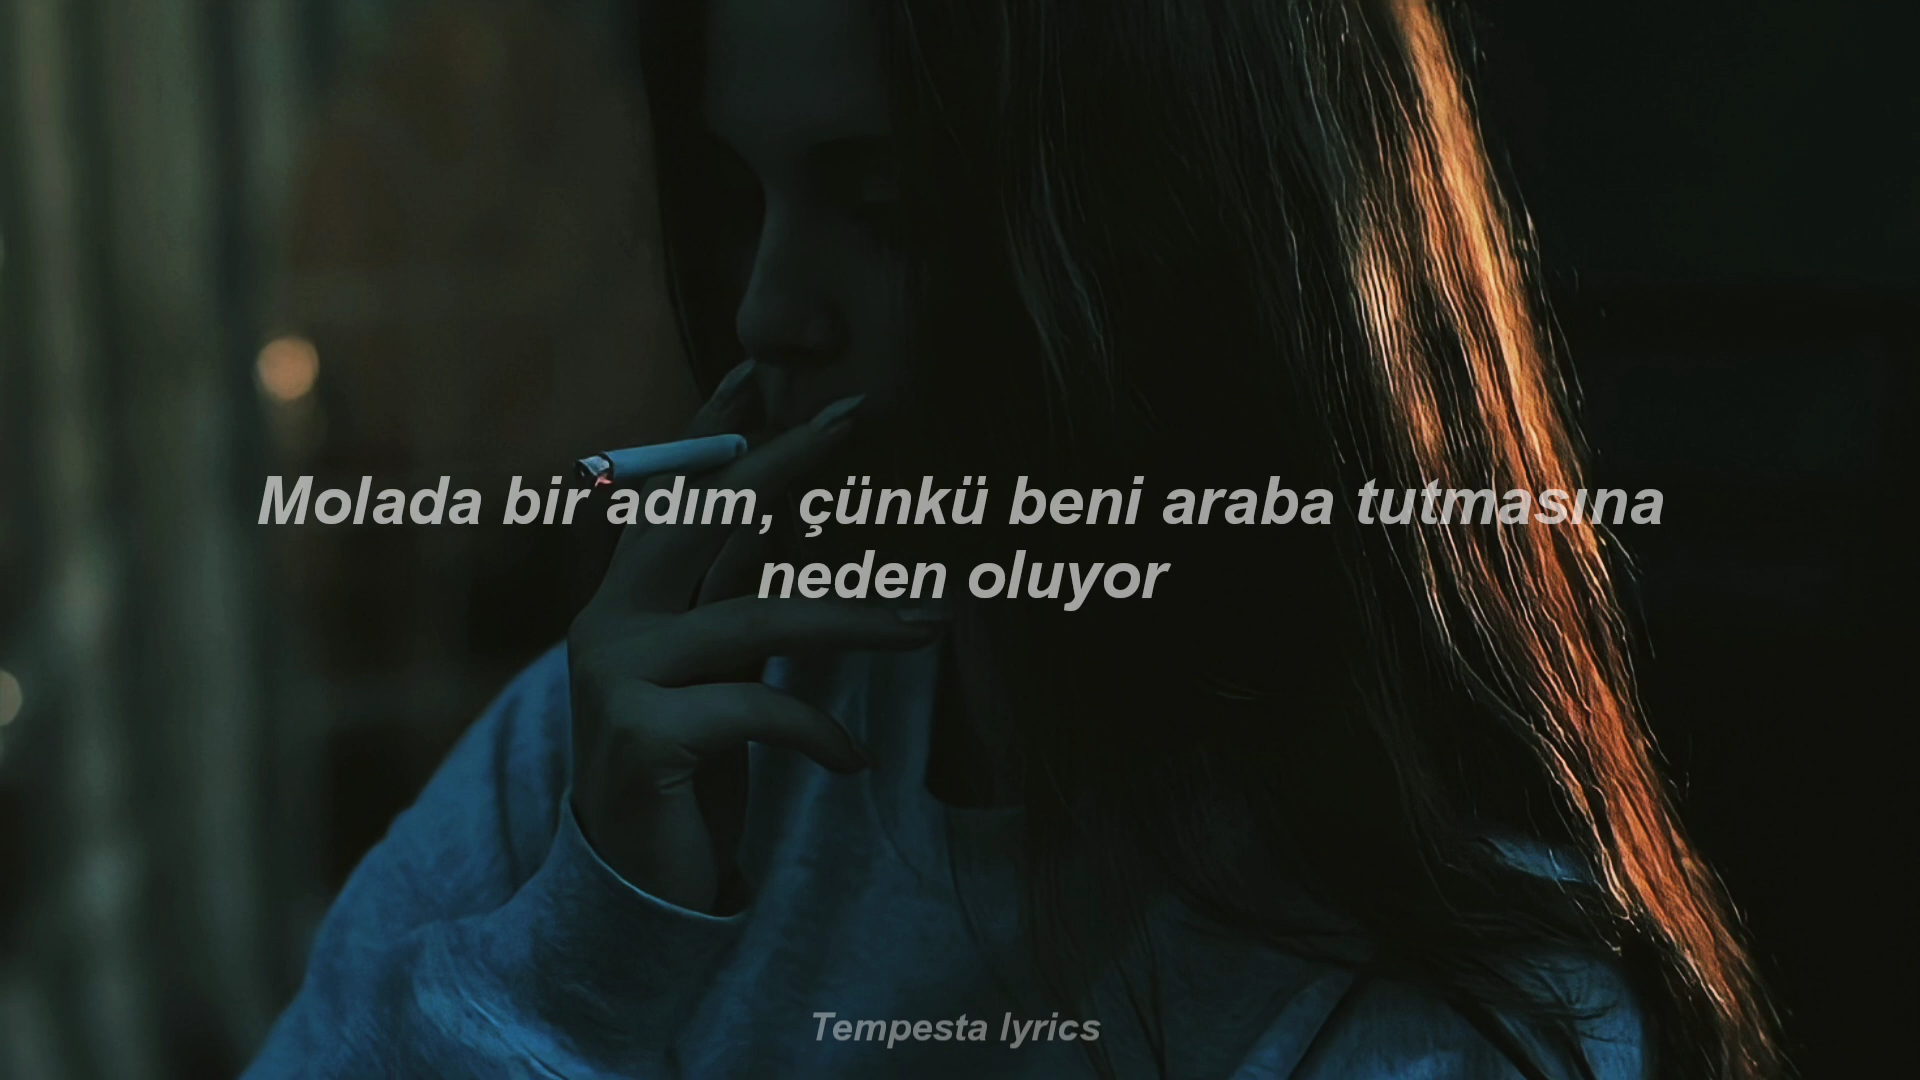 Molada bir adım, çünkü beni araba tutmasına
neden oluyor
Tempesta lyrics